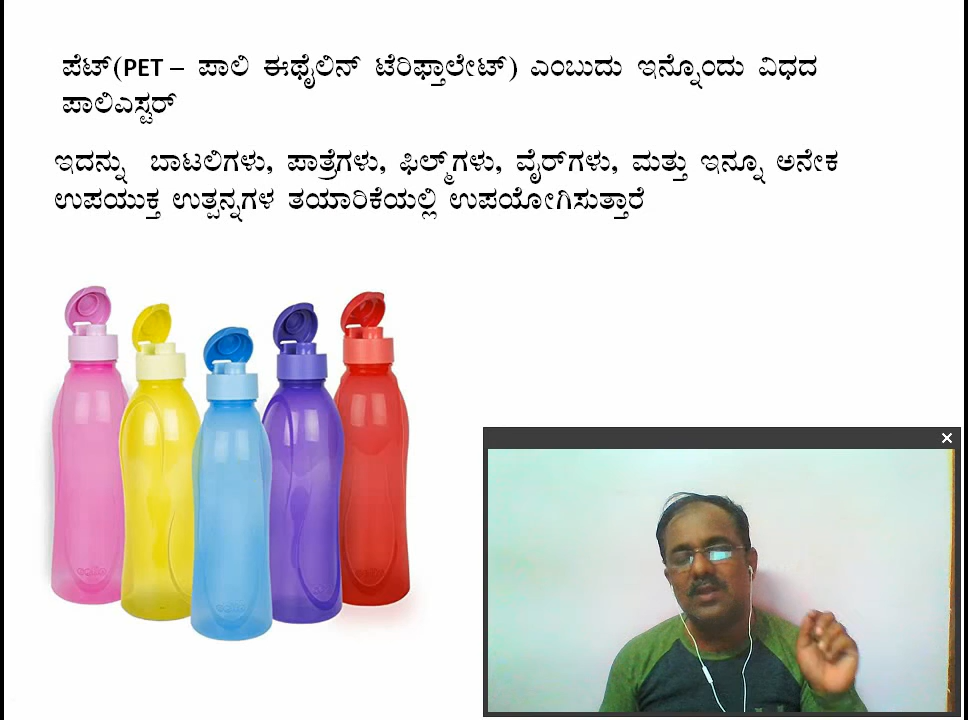 ಪೆಟ್(PET – ಪಾಲಿ ಈಥೈಲಿನ್ ಟೆರಿಫ್ತಾಲೇಟ್) ಎಂಬುದು ಇನ್ನೊಂದು ವಿಧದ
ಪಾಲಿಎಸ್ಟರ್
ಇದನ್ನು ಬಾಟಲಿಗಳು, ಪಾತ್ರೆಗಳು, ಫಿಲ್ಮ್‌ಗಳು, ವೈರ್‌ಗಳು, ಮತ್ತು ಇನ್ನೂ ಅನೇಕ
ಉಪಯುಕ್ತ ಉತ್ಪನ್ನಗಳ ತಯಾರಿಕೆಯಲ್ಲಿ ಉಪಯೋಗಿಸುತ್ತಾರೆ